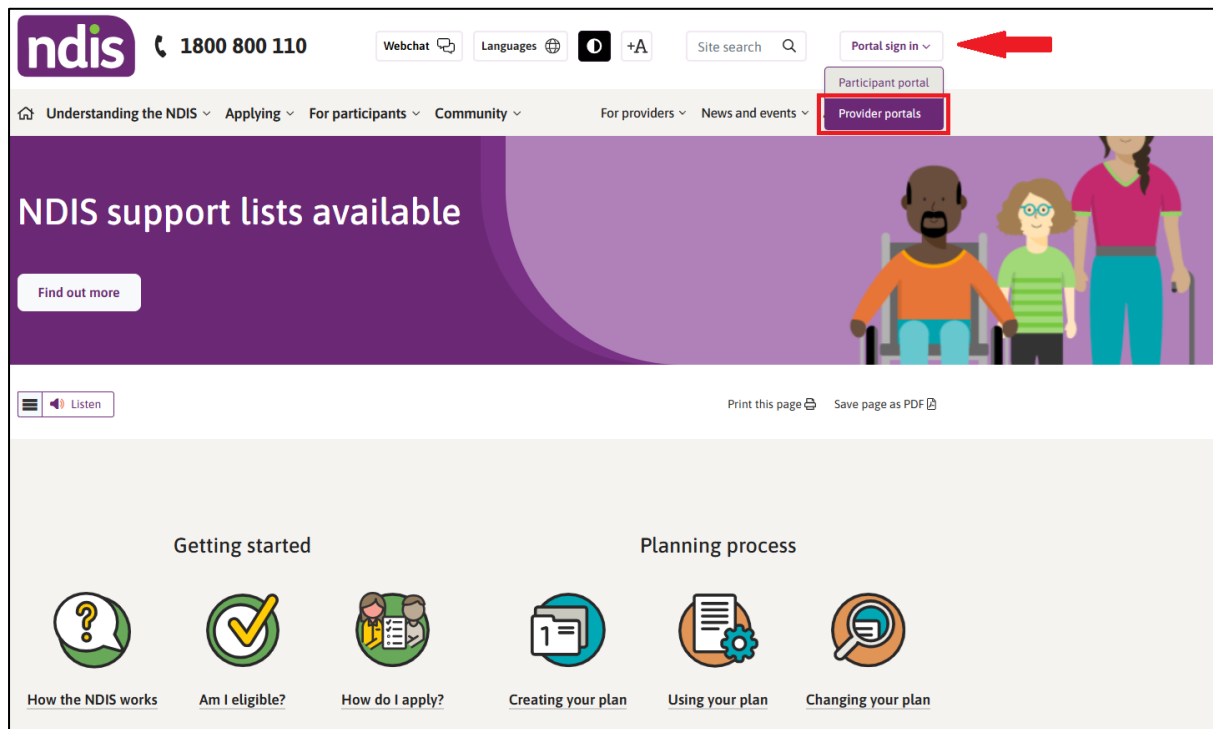 ndis
1800 800 110
Webchat
Languages
+A
Site search
Portal sign in
Participant portal
Provider portals
Understanding the NDIS
Applying
For participants
Community
For providers
News and events
NDIS support lists available
Find out more
Listen
Print this page
Save page as PDF
Getting started
Planning process
?
1
How the NDIS works
Am I eligible?
How do I apply?
Creating your plan
Using your plan
Changing your plan